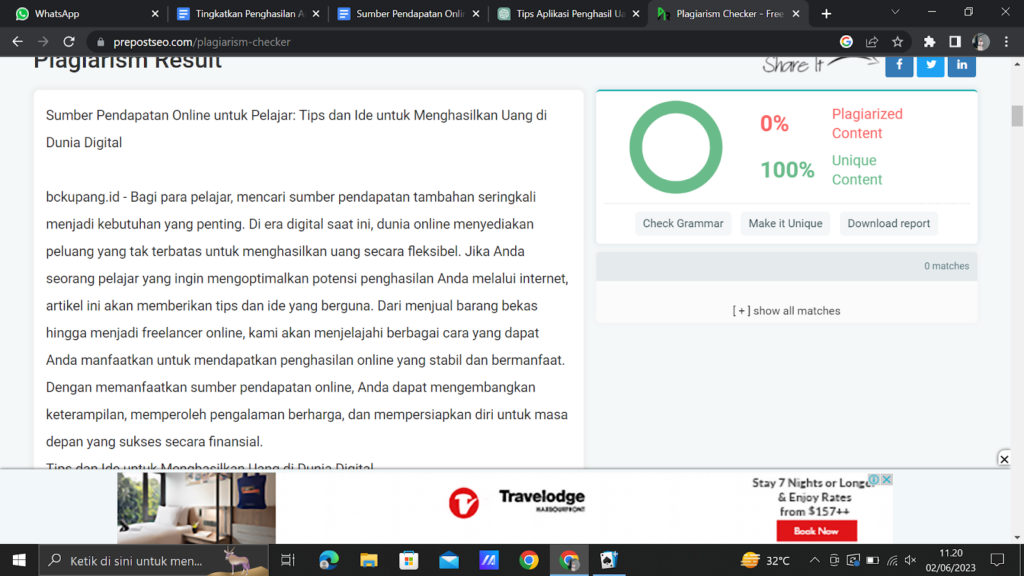 WhatsApp
Tingkatkan Penghasilan A
Sumber Pendapatan Onlin
Tips Aplikasi Penghasil Ua
Plagiarism Checker - Free
prepostseo.com/plagiarism-checker
Plagiarism Result
Share It
Sumber Pendapatan Online untuk Pelajar: Tips dan Ide untuk Menghasilkan Uang di
Dunia Digital
bckupang.id - Bagi para pelajar, mencari sumber pendapatan tambahan seringkali
menjadi kebutuhan yang penting. Di era digital saat ini, dunia online menyediakan
peluang yang tak terbatas untuk menghasilkan uang secara fleksibel. Jika Anda
seorang pelajar yang ingin mengoptimalkan potensi penghasilan Anda melalui internet,
artikel ini akan memberikan tips dan ide yang berguna. Dari menjual barang bekas
hingga menjadi freelancer online, kami akan menjelajahi berbagai cara yang dapat
Anda manfaatkan untuk mendapatkan penghasilan online yang stabil dan bermanfaat.
Dengan memanfaatkan sumber pendapatan online, Anda dapat mengembangkan
keterampilan, memperoleh pengalaman berharga, dan mempersiapkan diri untuk masa
depan yang sukses secara finansial.
Tips dan Ide untuk Menghasilkan Uang di Dunia Digital
0%
Plagiarized
Content
100%
Unique
Content
Check Grammar
Make it Unique
Download report
0 matches
[ + ] show all matches
Travelodge
HARBOURFRONT
Stay 7 Nights or Longer
& Enjoy Rates
from $157++
Book Now
Ketik di sini untuk men...
32°C
11.20
02/06/2023